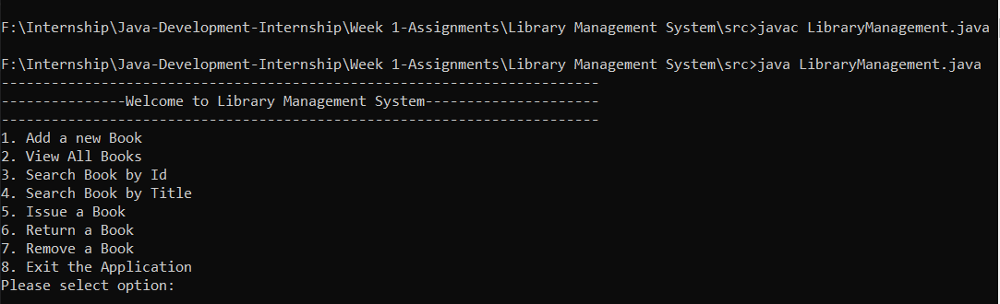 F:\Internship\Java-Development-Internship\Week 1-Assignments\Library Management System\src>javac LibraryManagement.java
F:\Internship\Java-Development-Internship\Week 1-Assignments\Library Management System\src>java LibraryManagement.java
------------------------------------------------------------------------
---------------Welcome to Library Management System---------------------
------------------------------------------------------------------------
1. Add a new Book
2. View All Books
3. Search Book by Id
4. Search Book by Title
5. Issue a Book
6. Return a Book
7. Remove a Book
8. Exit the Application
Please select option: